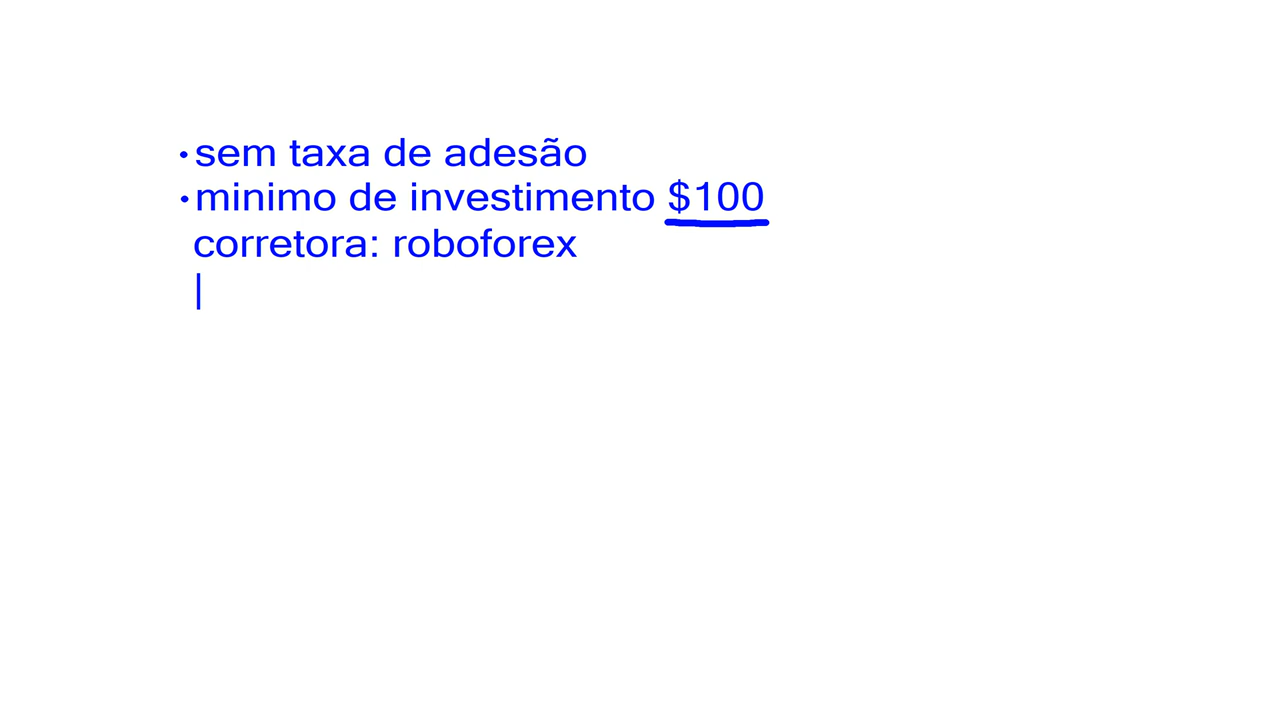 •sem taxa de adesão
•minimo de investimento $100
corretora: roboforex